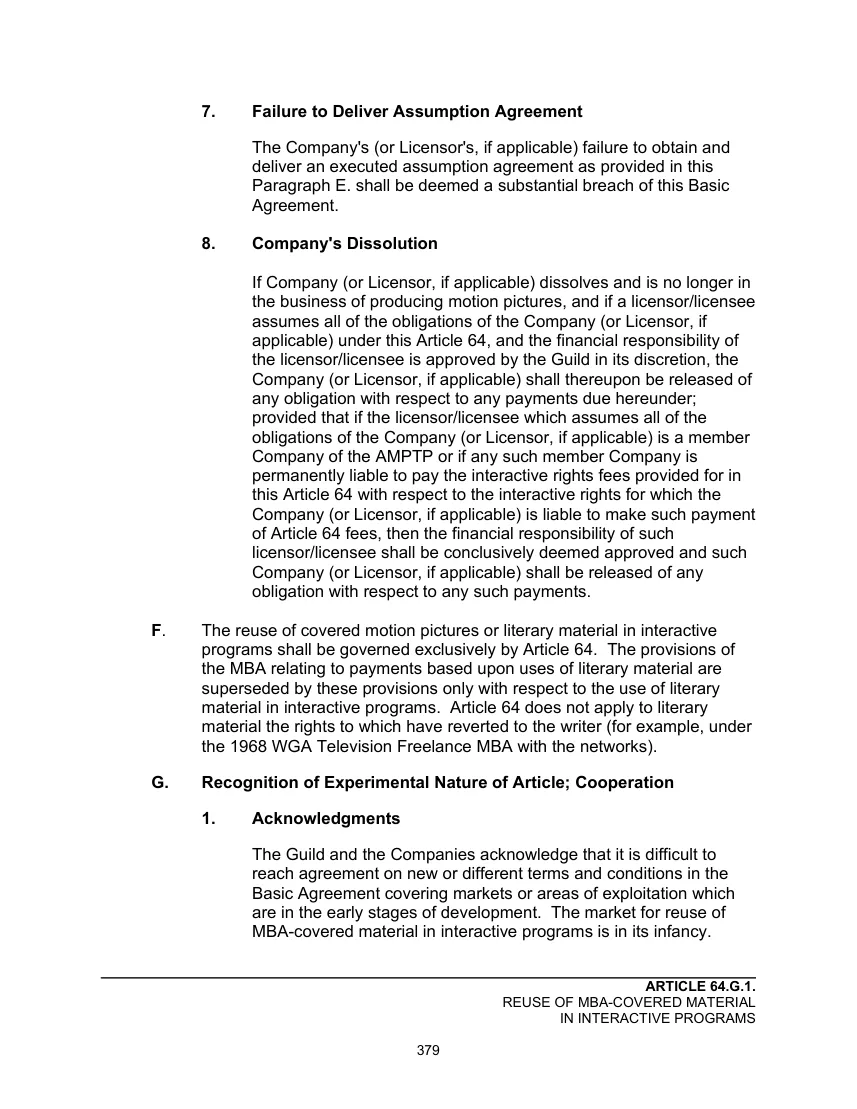 7. Failure to Deliver Assumption Agreement
The Company's (or Licensor's, if applicable) failure to obtain and
deliver an executed assumption agreement as provided in this
Paragraph E. shall be deemed a substantial breach of this Basic
Agreement.
8. Company's Dissolution
If Company (or Licensor, if applicable) dissolves and is no longer in
the business of producing motion pictures, and if a licensor/licensee
assumes all of the obligations of the Company (or Licensor, if
applicable) under this Article 64, and the financial responsibility of
the licensor/licensee is approved by the Guild in its discretion, the
Company (or Licensor, if applicable) shall thereupon be released of
any obligation with respect to any payments due hereunder;
provided that if the licensor/licensee which assumes all of the
obligations of the Company (or Licensor, if applicable) is a member
Company of the AMPTP or if any such member Company is
permanently liable to pay the interactive rights fees provided for in
this Article 64 with respect to the interactive rights for which the
Company (or Licensor, if applicable) is liable to make such payment
of Article 64 fees, then the financial responsibility of such
licensor/licensee shall be conclusively deemed approved and such
Company (or Licensor, if applicable) shall be released of any
obligation with respect to any such payments.
F. The reuse of covered motion pictures or literary material in interactive
programs shall be governed exclusively by Article 64. The provisions of
the MBA relating to payments based upon uses of literary material are
superseded by these provisions only with respect to the use of literary
material in interactive programs. Article 64 does not apply to literary
material the rights to which have reverted to the writer (for example, under
the 1968 WGA Television Freelance MBA with the networks).
G. Recognition of Experimental Nature of Article; Cooperation
1. Acknowledgments
The Guild and the Companies acknowledge that it is difficult to
reach agreement on new or different terms and conditions in the
Basic Agreement covering markets or areas of exploitation which
are in the early stages of development. The market for reuse of
MBA-covered material in interactive programs is in its infancy.
ARTICLE 64.G.1.
REUSE OF MBA-COVERED MATERIAL
IN INTERACTIVE PROGRAMS
379